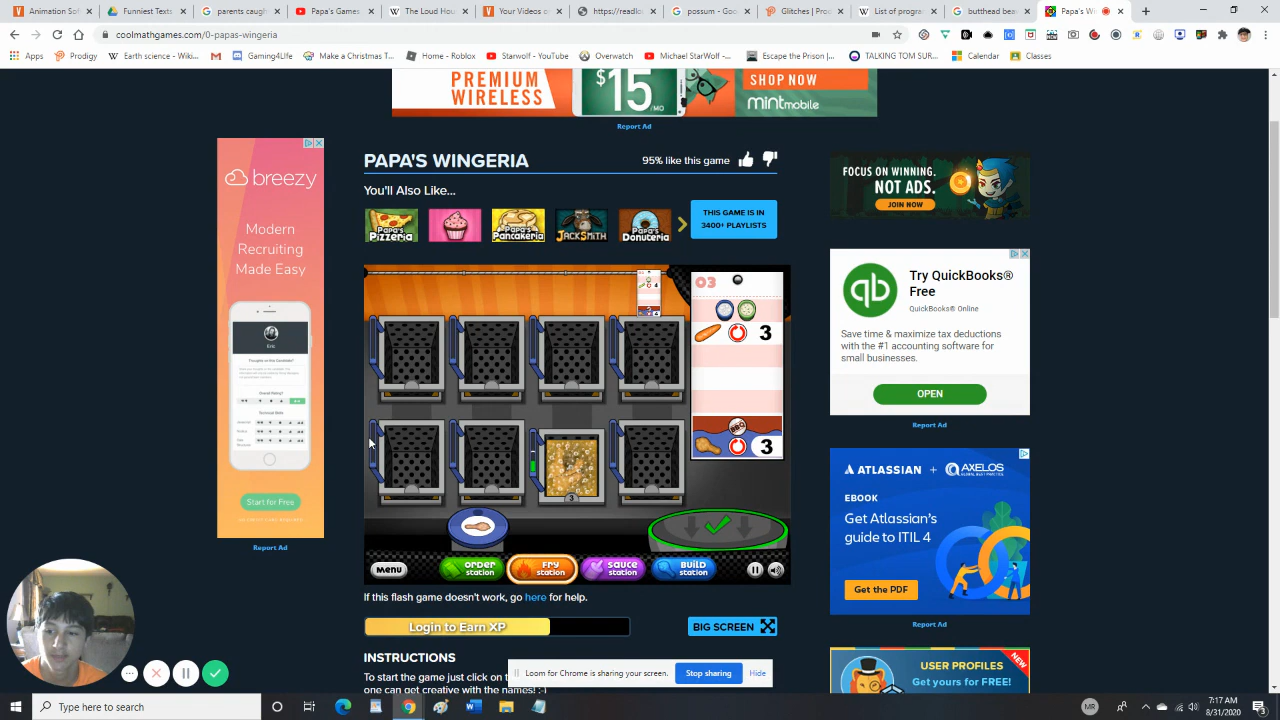 Animation Sof
Funniest Texts
parents guide
Papa's Games
The Loud Hou
Your Videos o
https://reallo
possum - Goo
Glitches | Pro
List of progra
butthead bea
Papa's Wi
coolmathgames.com/0-papas-wingeria
Apps
Prodigy
Earth science - Wiki...
Gaming4Life
Make a Christmas T...
Home - Roblox
Starwolf - YouTube
Overwatch
Michael StarWolf -...
Escape the Prison |...
TALKING TOM SUR...
Calendar
Classes
PREMIUM
WIRELESS
$15
/MO
SHOP NOW
mintmobile
Report Ad
breezy
Modern
Recruiting
Made Easy
Start for Free
Report Ad
PAPA'S WINGERIA
95% like this game
You'll Also Like...
Papa's
Pizzeria
Papa's
Pancakeria
JACKSMITH
Papa's
Donuteria
THIS GAME IS IN
3400+ PLAYLISTS
03
3
BBQ
3
3
MENU
order
station
FRY
station
sauce
station
BUILD
station
If this flash game doesn't work, go here for help.
Login to Earn XP
BIG SCREEN
INSTRUCTIONS
To start the game just click on t
one can get creative with the names! :-)
FOCUS ON WINNING.
NOT ADS.
JOIN NOW
qb
Try QuickBooks®
Free
QuickBooks® Online
Save time & maximize tax deductions
with the #1 accounting software for
small businesses.
OPEN
Report Ad
ATLASSIAN + AXELOS
EBOOK
Get Atlassian's
guide to ITIL 4
Get the PDF
Report Ad
USER PROFILES
Get yours for FREE!
NEW
Loom for Chrome is sharing your screen.
Stop sharing
Hide
Type here to search
MR
7:17 AM
8/31/2020